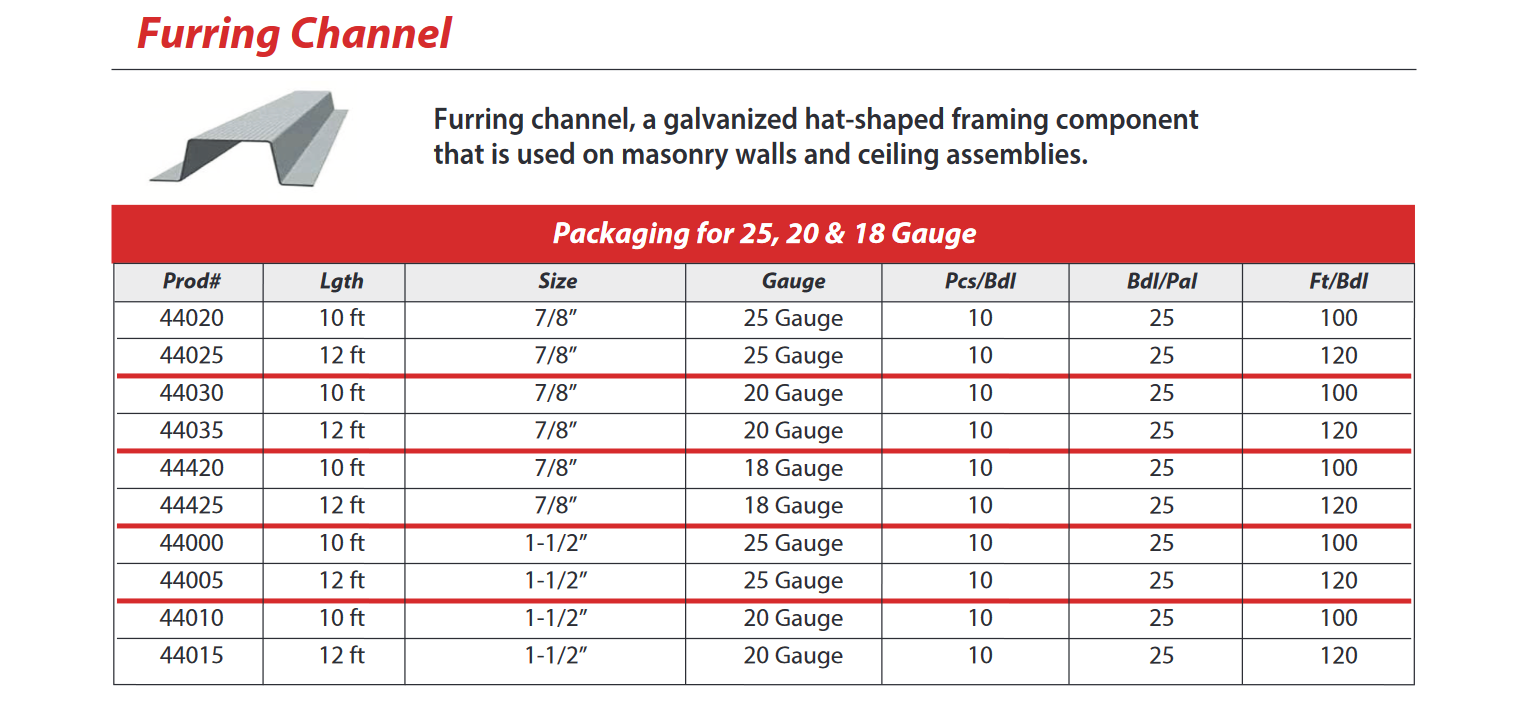 Furring Channel
Furring channel, a galvanized hat-shaped framing component
that is used on masonry walls and ceiling assemblies.
Packaging for 25, 20 & 18 Gauge
Prod# Lgth Size Gauge Pcs/Bdl Bdl/Pal Ft/Bdl
44020 10 ft 7/8” 25 Gauge 10 25 100
44025 12 ft 7/8” 25 Gauge 10 25 120
44030 10 ft 7/8” 20 Gauge 10 25 100
44035 12 ft 7/8” 20 Gauge 10 25 120
44420 10 ft 7/8” 18 Gauge 10 25 100
44425 12 ft 7/8” 18 Gauge 10 25 120
44000 10 ft 1-1/2” 25 Gauge 10 25 100
44005 12 ft 1-1/2” 25 Gauge 10 25 120
44010 10 ft 1-1/2” 20 Gauge 10 25 100
44015 12 ft 1-1/2” 20 Gauge 10 25 120